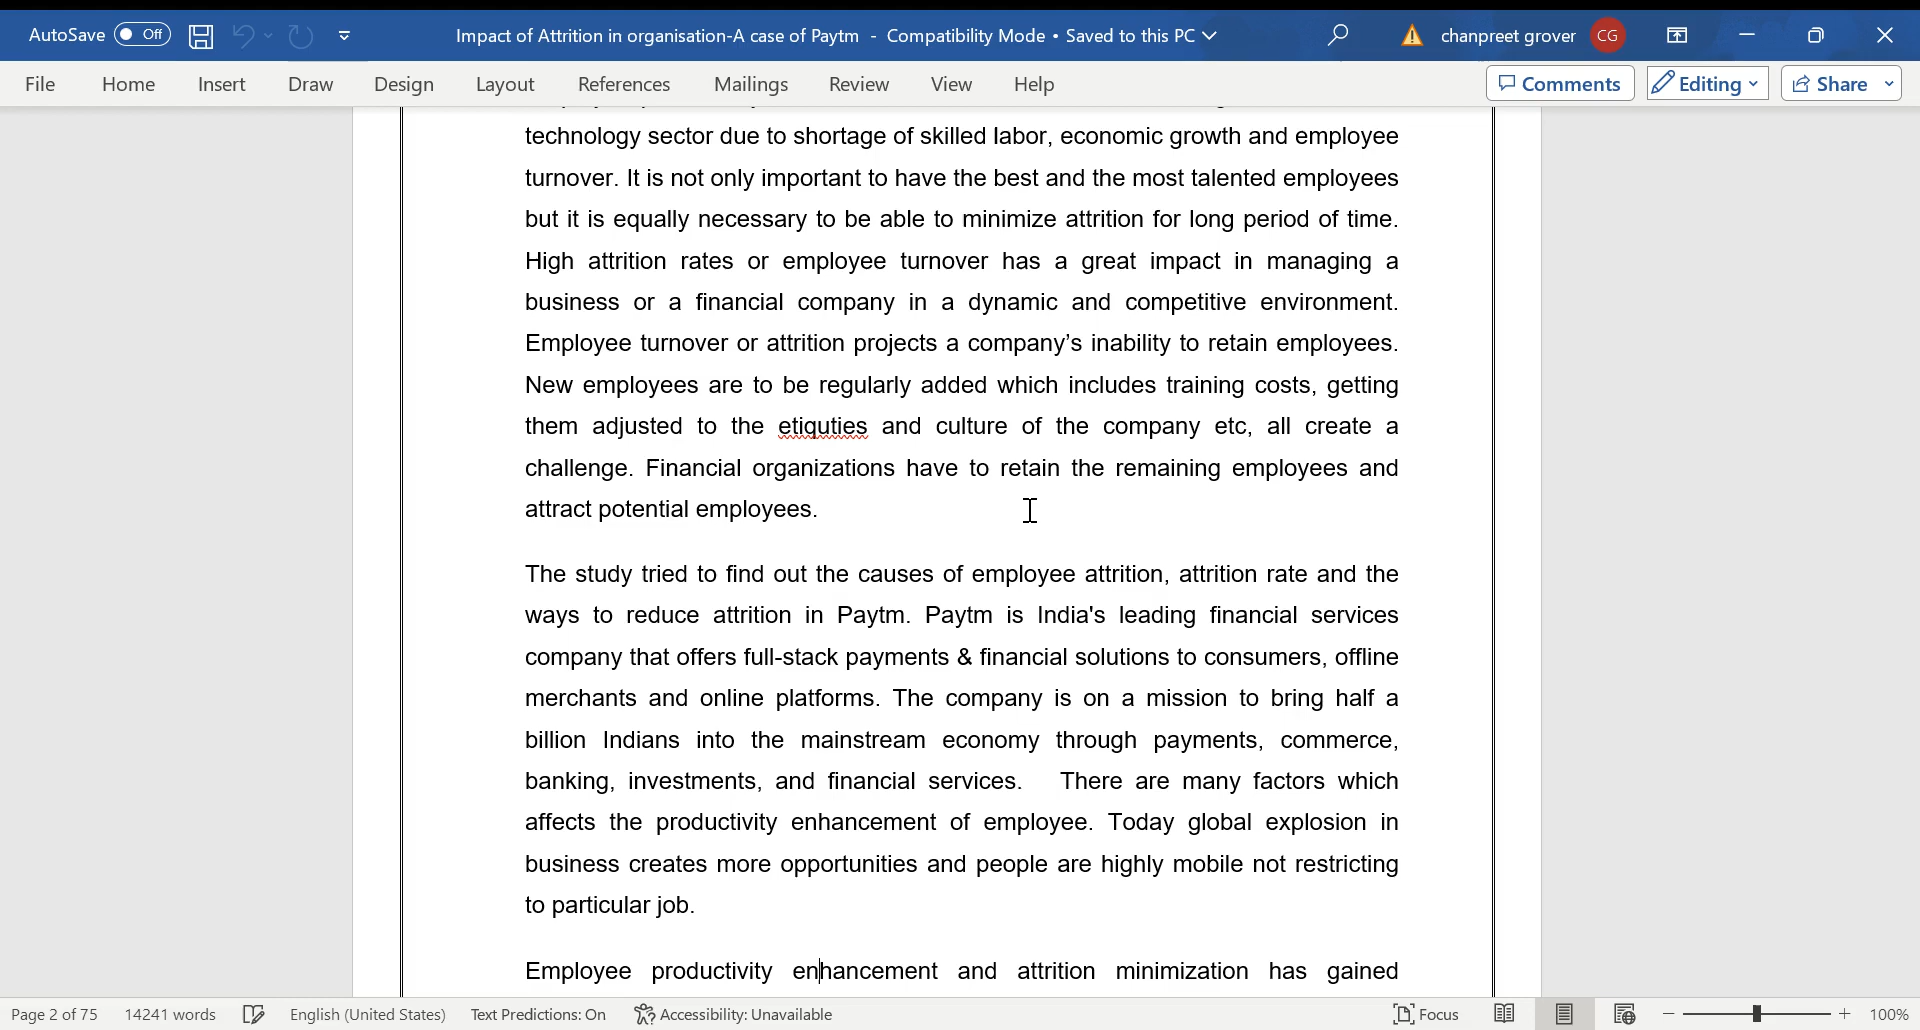 AutoSave Off Impact of Attrition in organisation-A case of Paytm - Compatibility Mode • Saved to this PC chanpreet grover CG
File Home Insert Draw Design Layout References Mailings Review View Help Comments Editing Share
technology sector due to shortage of skilled labor, economic growth and employee
turnover. It is not only important to have the best and the most talented employees
but it is equally necessary to be able to minimize attrition for long period of time.
High attrition rates or employee turnover has a great impact in managing a
business or a financial company in a dynamic and competitive environment.
Employee turnover or attrition projects a company’s inability to retain employees.
New employees are to be regularly added which includes training costs, getting
them adjusted to the etiquties and culture of the company etc, all create a
challenge. Financial organizations have to retain the remaining employees and
attract potential employees.
The study tried to find out the causes of employee attrition, attrition rate and the
ways to reduce attrition in Paytm. Paytm is India's leading financial services
company that offers full-stack payments & financial solutions to consumers, offline
merchants and online platforms. The company is on a mission to bring half a
billion Indians into the mainstream economy through payments, commerce,
banking, investments, and financial services. There are many factors which
affects the productivity enhancement of employee. Today global explosion in
business creates more opportunities and people are highly mobile not restricting
to particular job.
Employee productivity enhancement and attrition minimization has gained
Page 2 of 75 14241 words English (United States) Text Predictions: On Accessibility: Unavailable Focus 100%